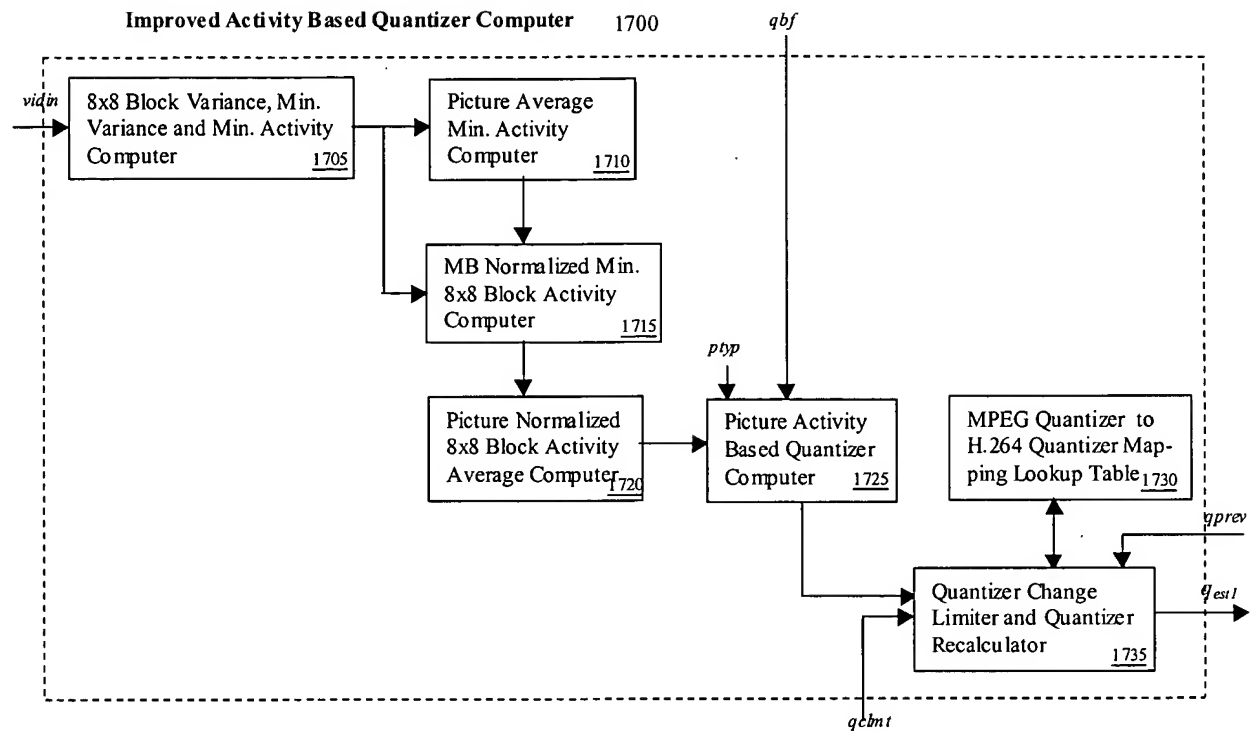 Improved Activity Based Quantizer Computer 1700
qbf
vidin
8x8 Block Variance, Min.
Variance and Min. Activity
Computer
1705
Picture Average
Min. Activity
Computer
1710
MB Normalized Min.
8x8 Block Activity
Computer
1715
ptyp
Picture Normalized
8x8 Block Activity
Average Computer
1720
Picture Activity
Based Quantizer
Computer
1725
MPEG Quantizer to
H.264 Quantizer Map-
ping Lookup Table
1730
qprev
Quantizer Change
Limiter and Quantizer
Recalculator
1735
qest1
qclmt